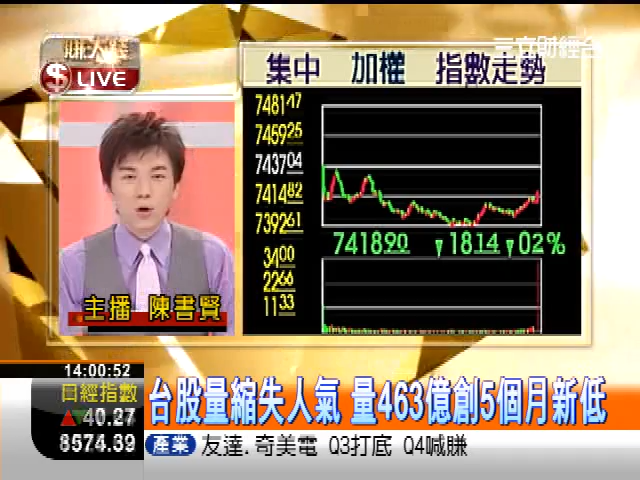 賺大錢
$ LIVE
三立財經台
集中 加權 指數走勢
7481.47
7459.25
7437.04
7414.82
7392.61
7418.90 ▼18.14 ▼0.2%
34.00
22.66
11.33
主播 陳書賢
14:00:52
日經指數
40.27
8574.39
台股量縮失人氣 量463億創5個月新低
產業 友達.奇美電 Q3打底 Q4喊賺